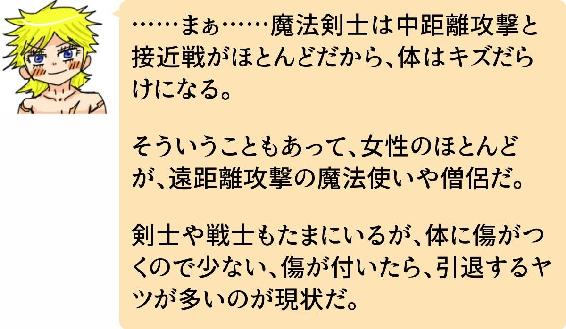 ……まぁ……魔法剣士は中距離攻撃と
接近戦がほとんどだから、体はキズだら
けになる。
そういうこともあって、女性のほとんど
が、遠距離攻撃の魔法使いや僧侶だ。
剣士や戦士もたまにいるが、体に傷がつ
くので少ない、傷が付いたら、引退するヤ
ツが多いのが現状だ。